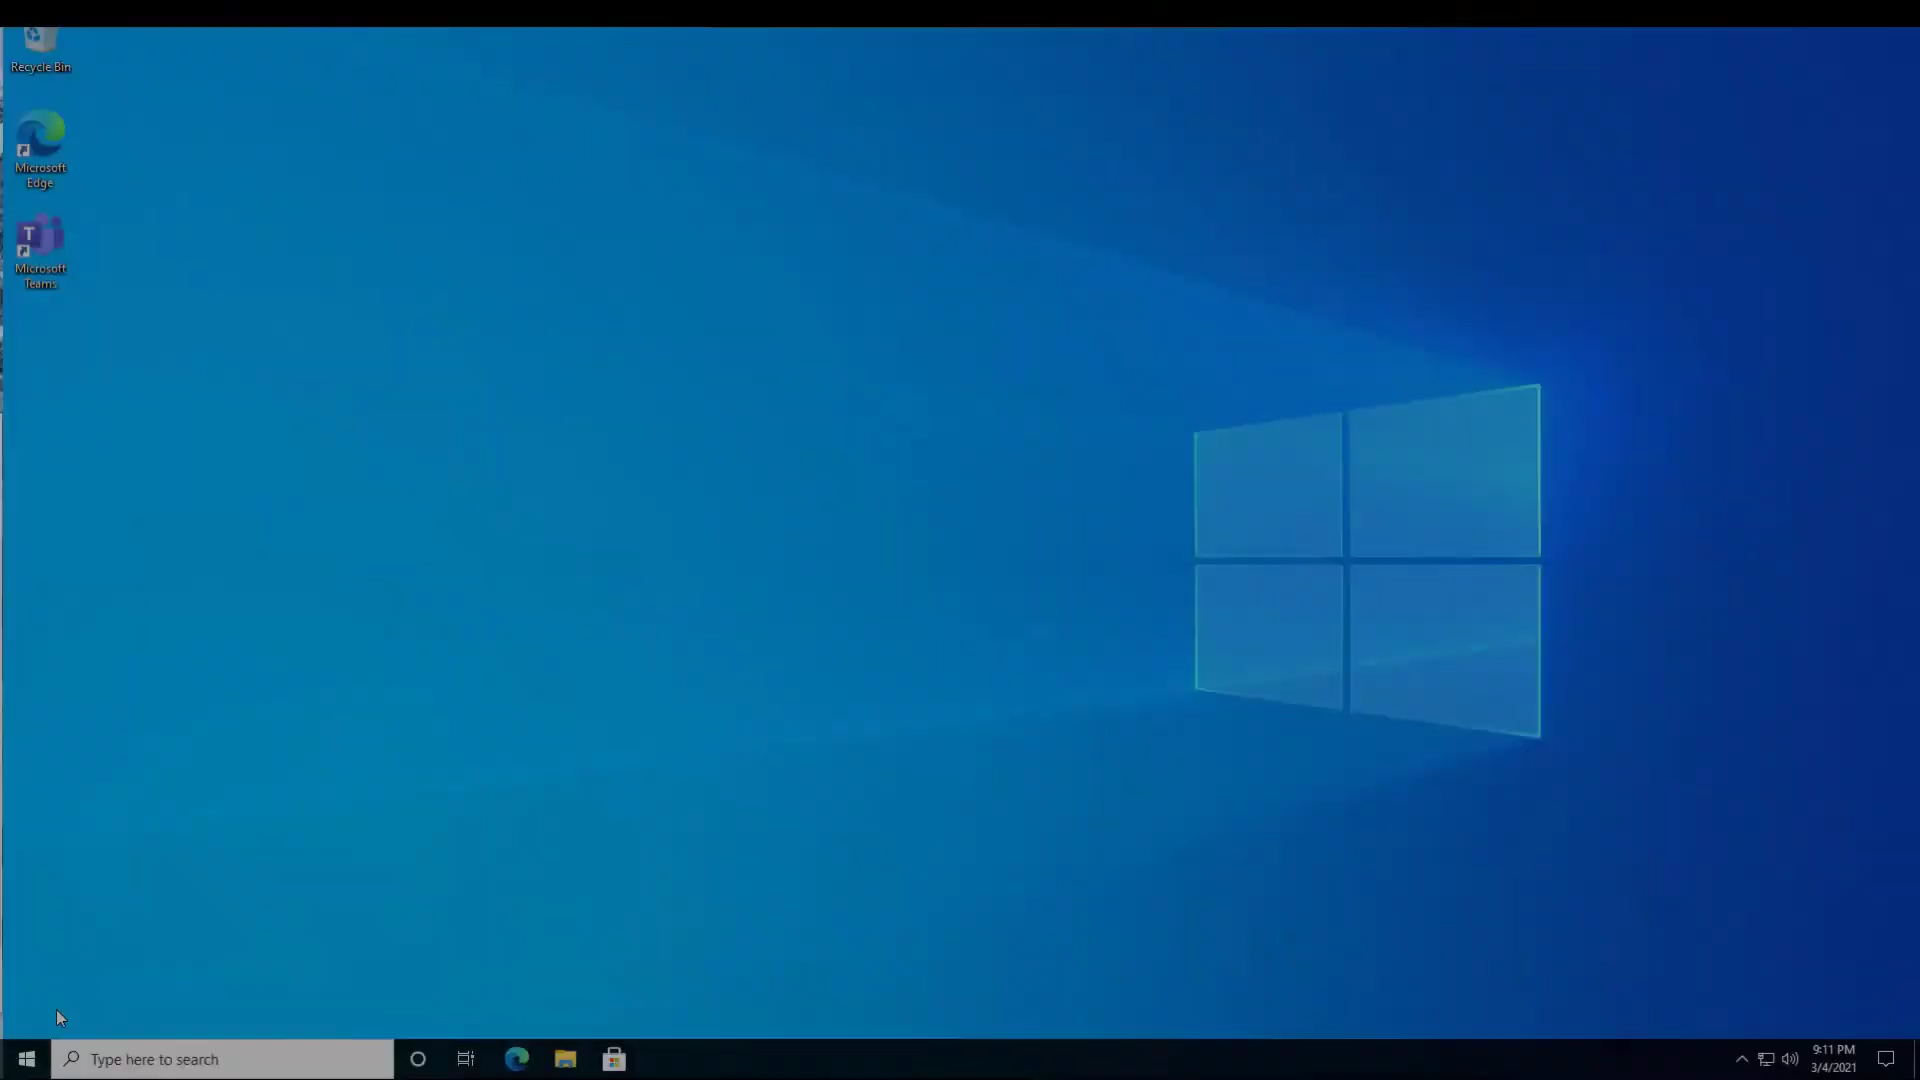 Recycle Bin
Microsoft
Edge
T
Microsoft
Teams
Type here to search
9:11 PM
3/4/2021